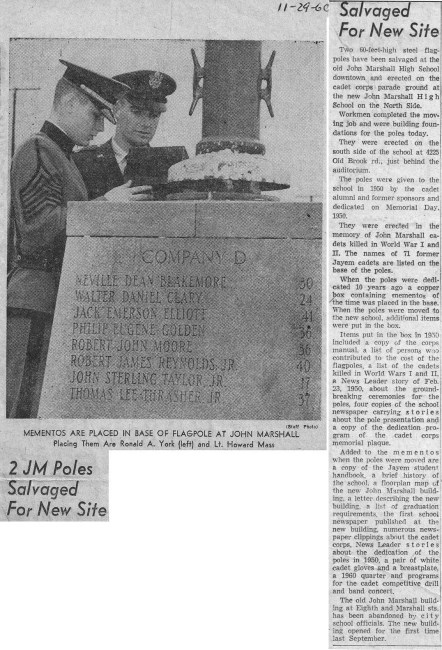 11-29-60
COMPANY D
NEVILLE DEAN BLAKEMORE 30
WALTER DANIEL CLARY 24
JACK EMERSON ELLIOTT 41
PHILIP EUGENE GOLDEN
ROBERT JOHN MOORE 36
ROBERT JAMES REYNOLDS, JR. 40
JOHN STERLING TAYLOR, JR.
THOMAS LEE THRASHER, JR. 37
(Staff Photo)
MEMENTOS ARE PLACED IN BASE OF FLAGPOLE AT JOHN MARSHALL
Placing Them Are Ronald A. York (left) and Lt. Howard Mass
2 JM Poles
Salvaged
For New Site
Salvaged
For New Site
Two 60-feet-high steel flag-
poles have been salvaged at the
old John Marshall High School
downtown and erected on the
cadet corps parade ground at
the new John Marshall High
School on the North Side.
Workmen completed the mov-
ing job and were building foun-
dations for the poles today.
They were erected on the
south side of the school at 4225
Old Brook rd., just behind the
auditorium.
The poles were given to the
school in 1950 by the cadet
alumni and former sponsors and
dedicated on Memorial Day,
1950.
They were erected in the
memory of John Marshall ca-
dets killed in World War I and
II. The names of 71 former
Jayem cadets are listed on the
base of the poles.
When the poles were dedi-
cated 10 years ago a copper
box containing mementos of
the time was placed in the base.
When the poles were moved to
the new school, additional items
were put in the box.
Items put in the box in 1950
included a copy of the corps
manual, a list of persons who
contributed to the cost of the
flagpoles, a list of the cadets
killed in World Wars I and II,
a News Leader story of Feb.
23, 1950, about the ground-
breaking ceremonies for the
poles, four copies of the school
newspaper carrying stories
about the pole presentation and
a copy of the dedication pro-
gram of the cadet corps
memorial plaque.
Added to the mementos
when the poles were moved are
a copy of the Jayem student
handbook, a brief history of
the school, a floorplan map of
the new John Marshall build-
ing, a letter describing the new
building, a list of graduation
requirements, the first school
newspaper published at the
new building, numerous news-
paper clippings about the cadet
corps, News Leader stories
about the dedication of the
poles in 1950, a pair of white
cadet gloves and a breastplate,
a 1960 quarter and programs
for the cadet competitive drill
and band concert.
The old John Marshall build-
ing at Eighth and Marshall sts.
has been abandoned by city
school officials. The new build-
ing opened for the first time
last September.